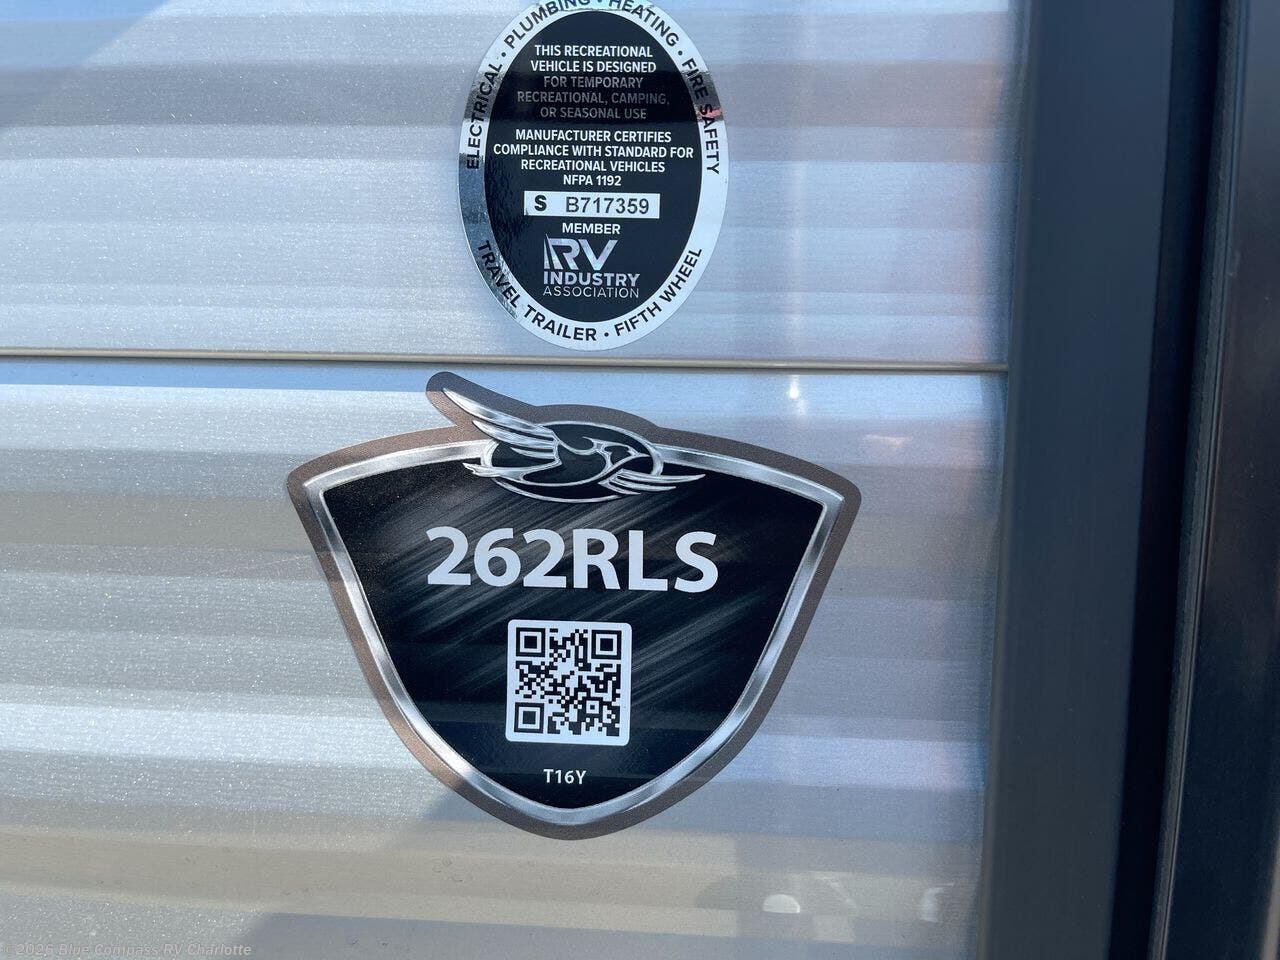 ELECTRICAL • PLUMBING • HEATING • FIRE SAFETY
THIS RECREATIONAL
VEHICLE IS DESIGNED
FOR TEMPORARY
RECREATIONAL, CAMPING,
OR SEASONAL USE
MANUFACTURER CERTIFIES
COMPLIANCE WITH STANDARD FOR
RECREATIONAL VEHICLES
NFPA 1192
S B717359
MEMBER
RV
INDUSTRY
ASSOCIATION
TRAVEL TRAILER • FIFTH WHEEL
262RLS
T16Y
©2026 Blue Compass RV Charlotte